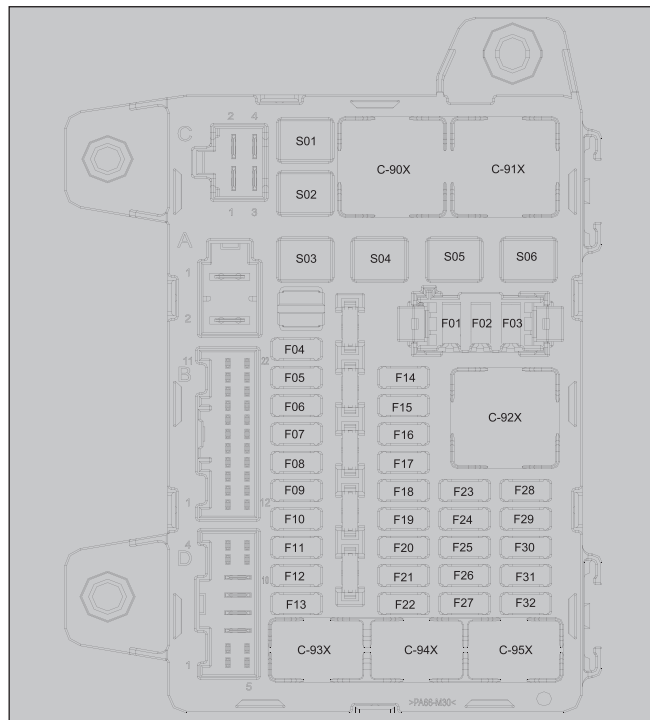 2 4
C
S01
C-90X
C-91X
S02
1 3
A
S03
S04
S05
S06
1
2
F01 F02 F03
F04
11 22
B
F05
F14
F06
F15
C-92X
F07
F16
F08
F17
F09
F18
F23
F28
1 12
F10
F19
F24
F29
4
D
F11
F20
F25
F30
10
F12
F21
F26
F31
F13
F22
F27
F32
C-93X
C-94X
C-95X
1
5
>PA66-M30<